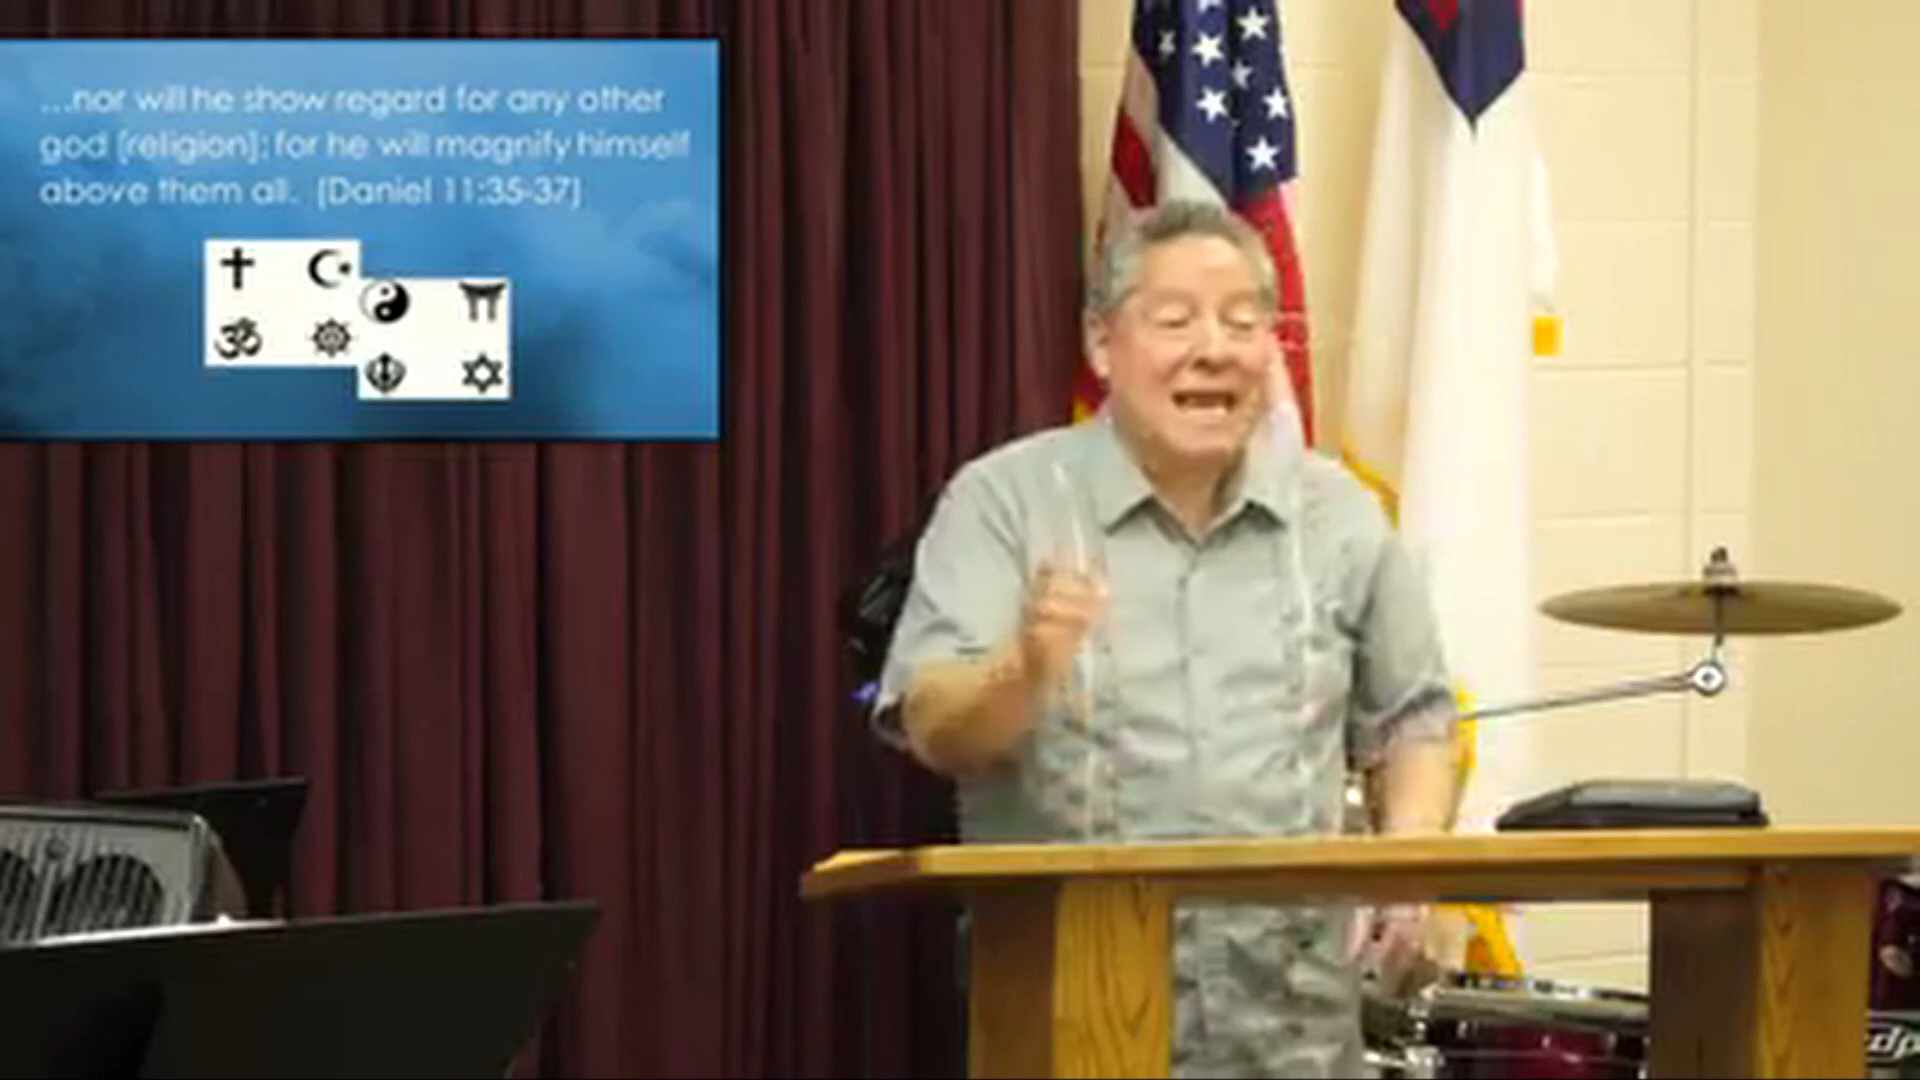 ...nor will he show regard for any other
god [religion]; for he will magnify himself
above them all.  (Daniel 11:35-37)
dp